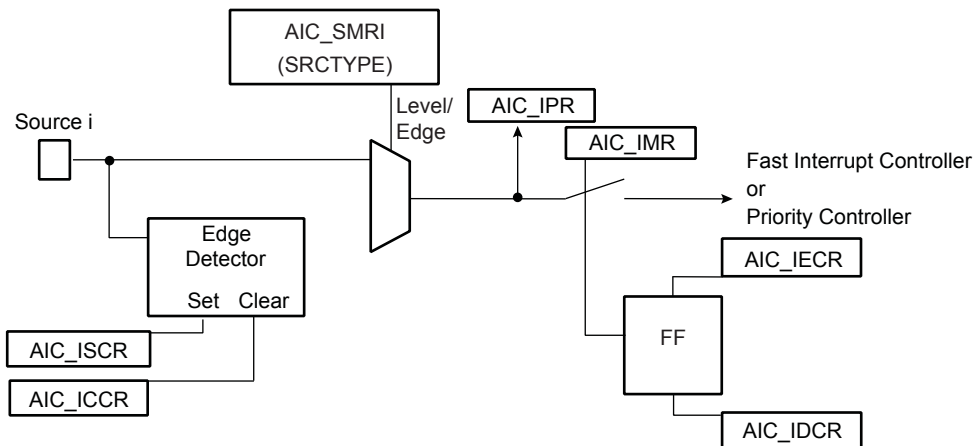 AIC_SMRI
(SRCTYPE)
Level/
Edge
AIC_IPR
Source i
AIC_IMR
Fast Interrupt Controller
or
Priority Controller
Edge
Detector
Set Clear
AIC_IECR
FF
AIC_ISCR
AIC_ICCR
AIC_IDCR